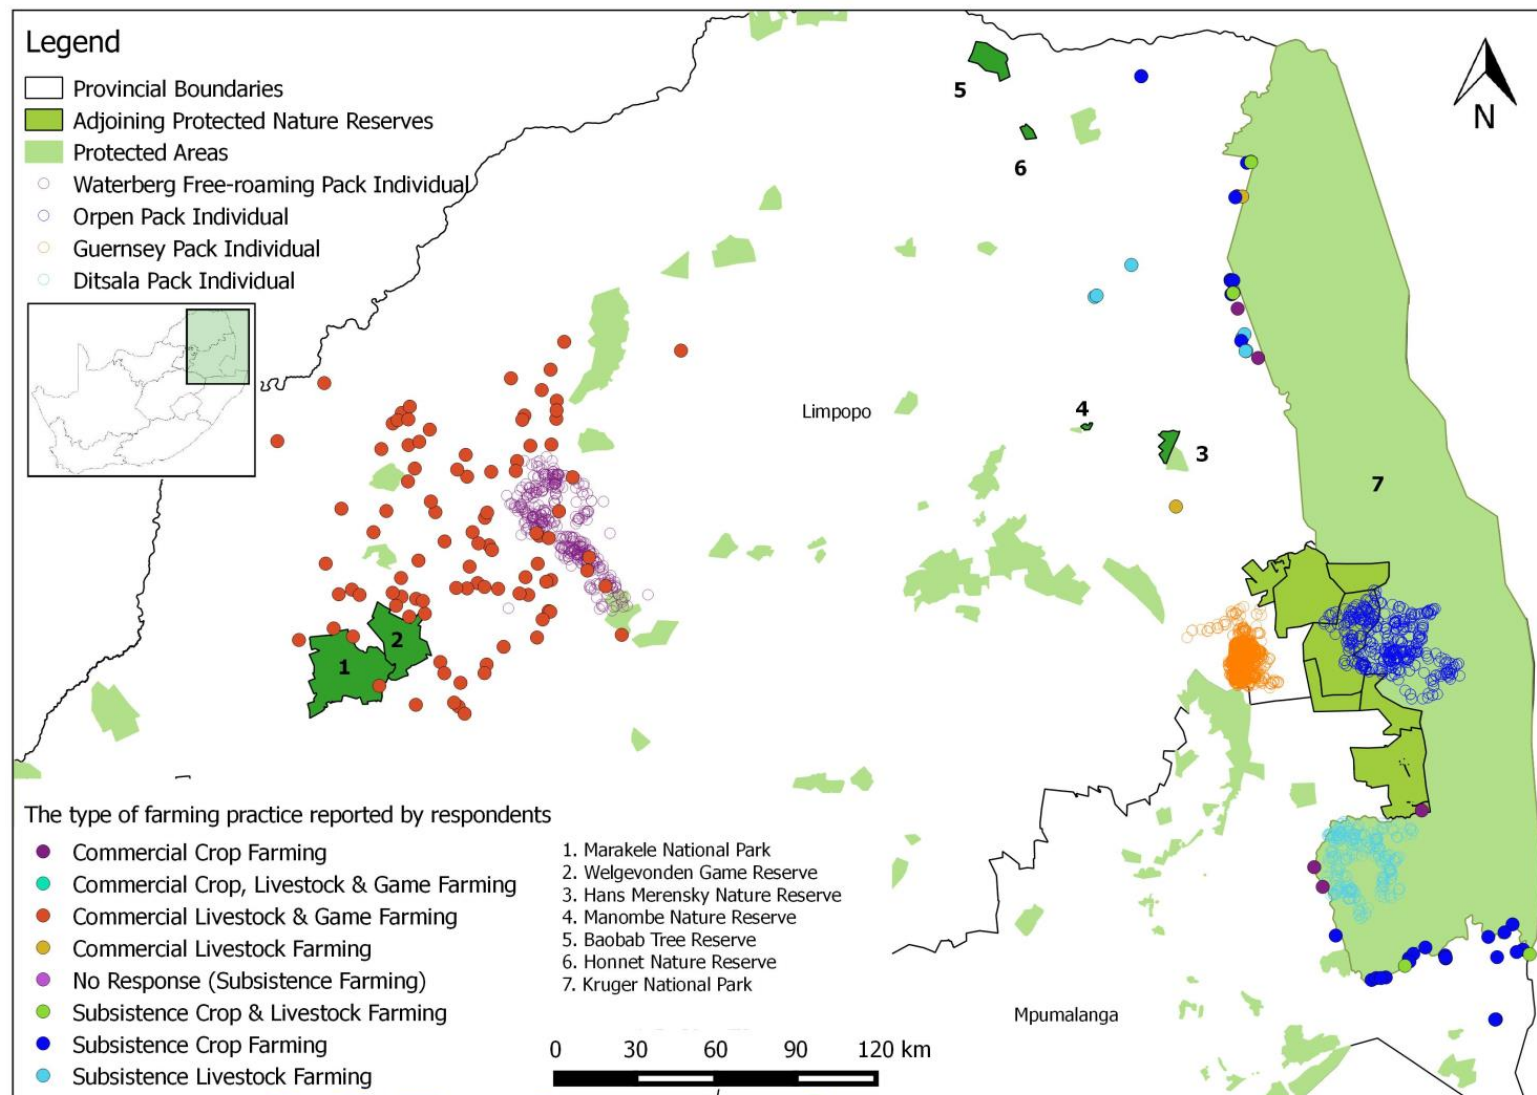 Legend
Provincial Boundaries
Adjoining Protected Nature Reserves
Protected Areas
Waterberg Free-roaming Pack Individual
Orpen Pack Individual
Guernsey Pack Individual
Ditsala Pack Individual
N
5
6
Limpopo
4
3
7
2
1
The type of farming practice reported by respondents
Commercial Crop Farming
Commercial Crop, Livestock & Game Farming
Commercial Livestock & Game Farming
Commercial Livestock Farming
No Response (Subsistence Farming)
Subsistence Crop & Livestock Farming
Subsistence Crop Farming
Subsistence Livestock Farming
1. Marakele National Park
2. Welgevonden Game Reserve
3. Hans Merensky Nature Reserve
4. Manombe Nature Reserve
5. Baobab Tree Reserve
6. Honnet Nature Reserve
7. Kruger National Park
Mpumalanga
0 30 60 90 120 km